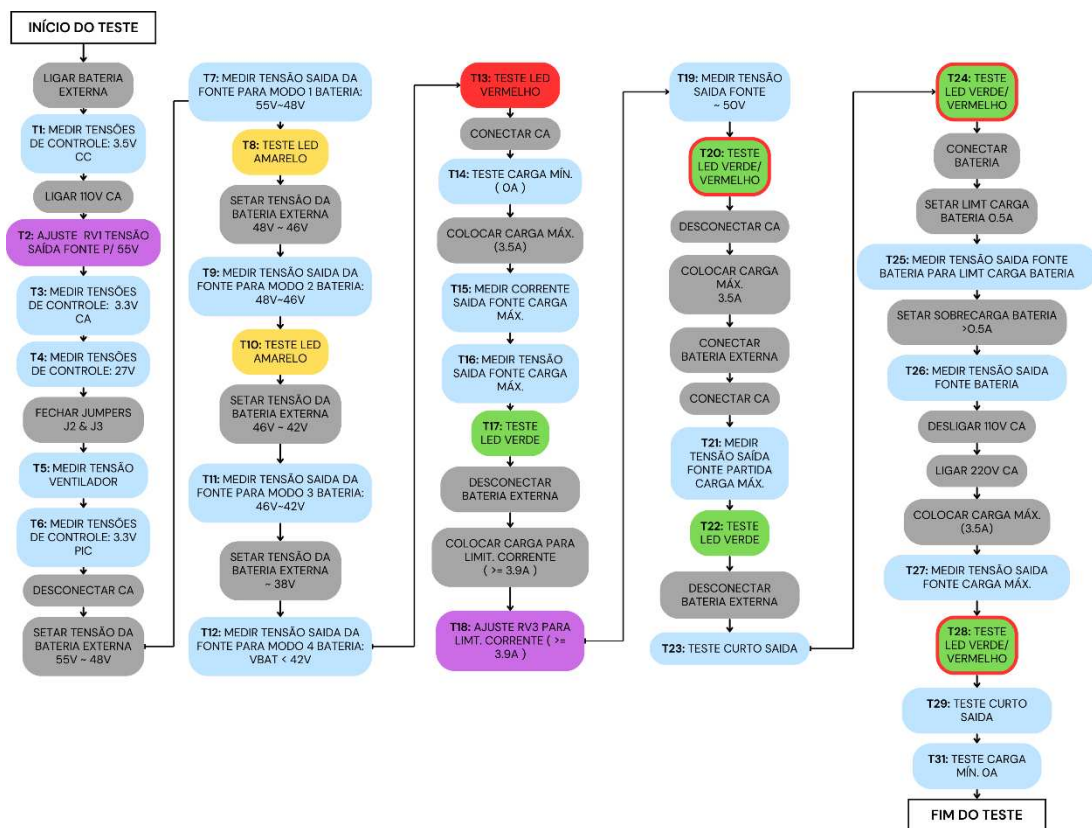 INÍCIO DO TESTE
LIGAR BATERIA
EXTERNA
T1: MEDIR TENSÕES
DE CONTROLE: 3.5V
CC
LIGAR 110V CA
T2: AJUSTE RV1 TENSÃO
SAÍDA FONTE P/ 55V
T3: MEDIR TENSÕES
DE CONTROLE: 3.3V
CA
T4: MEDIR TENSÕES
DE CONTROLE: 27V
FECHAR JUMPERS
J2 & J3
T5: MEDIR TENSÃO
VENTILADOR
T6: MEDIR TENSÕES
DE CONTROLE: 3.3V
PIC
DESCONECTAR CA
SETAR TENSÃO DA
BATERIA EXTERNA
55V ~ 48V
T7: MEDIR TENSÃO SAIDA DA
FONTE PARA MODO 1 BATERIA:
55V~48V
T8: TESTE LED
AMARELO
SETAR TENSÃO DA
BATERIA EXTERNA
48V ~ 46V
T9: MEDIR TENSÃO SAIDA DA
FONTE PARA MODO 2 BATERIA:
48V~46V
T10: TESTE LED
AMARELO
SETAR TENSÃO DA
BATERIA EXTERNA
46V ~ 42V
T11: MEDIR TENSÃO SAIDA DA
FONTE PARA MODO 3 BATERIA:
46V~42V
SETAR TENSÃO DA
BATERIA EXTERNA
~ 38V
T12: MEDIR TENSÃO SAIDA DA
FONTE PARA MODO 4 BATERIA:
VBAT < 42V
T13: TESTE LED
VERMELHO
CONECTAR CA
T14: TESTE CARGA MÍN.
( 0A )
COLOCAR CARGA MÁX.
(3.5A)
T15: MEDIR CORRENTE
SAIDA FONTE CARGA
MÁX.
T16: MEDIR TENSÃO
SAIDA FONTE CARGA
MÁX.
T17: TESTE
LED VERDE
DESCONECTAR
BATERIA EXTERNA
COLOCAR CARGA PARA
LIMIT. CORRENTE
( >= 3.9A )
T18: AJUSTE RV3 PARA
LIMT. CORRENTE ( >=
3.9A )
T19: MEDIR TENSÃO
SAIDA FONTE
~ 50V
T20: TESTE
LED VERDE/
VERMELHO
DESCONECTAR CA
COLOCAR CARGA
MÁX.
3.5A
CONECTAR
BATERIA EXTERNA
CONECTAR CA
T21: MEDIR
TENSÃO SAÍDA
FONTE PARTIDA
CARGA MÁX.
T22: TESTE
LED VERDE
DESCONECTAR
BATERIA EXTERNA
T23: TESTE CURTO SAIDA
T24: TESTE
LED VERDE/
VERMELHO
CONECTAR
BATERIA
SETAR LIMT CARGA
BATERIA 0.5A
T25: MEDIR TENSÃO SAIDA FONTE
BATERIA PARA LIMT CARGA BATERIA
SETAR SOBRECARGA BATERIA
>0.5A
T26: MEDIR TENSÃO SAIDA
FONTE BATERIA
DESLIGAR 110V CA
LIGAR 220V CA
COLOCAR CARGA MÁX.
(3.5A)
T27: MEDIR TENSÃO SAIDA
FONTE CARGA MÁX.
T28: TESTE
LED VERDE/
VERMELHO
T29: TESTE CURTO
SAIDA
T31: TESTE CARGA
MÍN. 0A
FIM DO TESTE